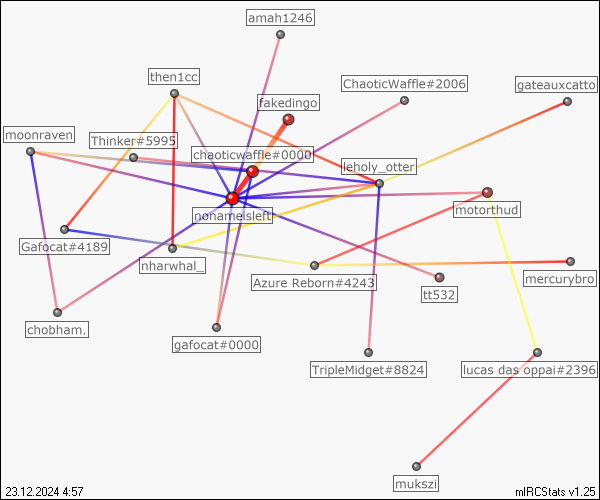 amah1246
then1cc
ChaoticWaffle#2006
gateauxcatto
fakedingo
moonraven
Thinker#5995
chaoticwaffle#0000
leholy_otter
nonameisleft
motorthud
Gafocat#4189
nharwhal_
Azure Reborn#4243
mercurybro
tt532
chobham.
gafocat#0000
TripleMidget#8824
lucas das oppai#2396
mukszi
23.12.2024 4:57
mIRCStats v1.25